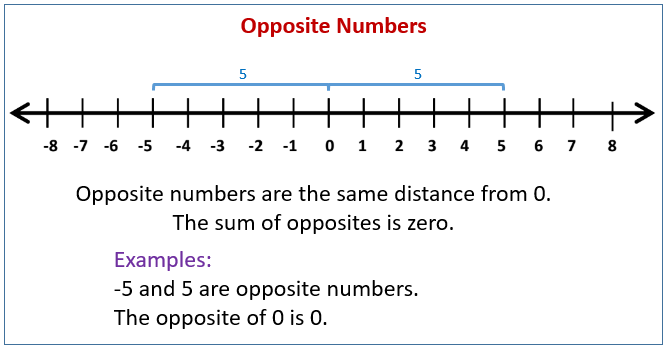 Opposite Numbers
5 5
-8 -7 -6 -5 -4 -3 -2 -1 0 1 2 3 4 5 6 7 8
Opposite numbers are the same distance from 0.
The sum of opposites is zero.
Examples:
-5 and 5 are opposite numbers.
The opposite of 0 is 0.